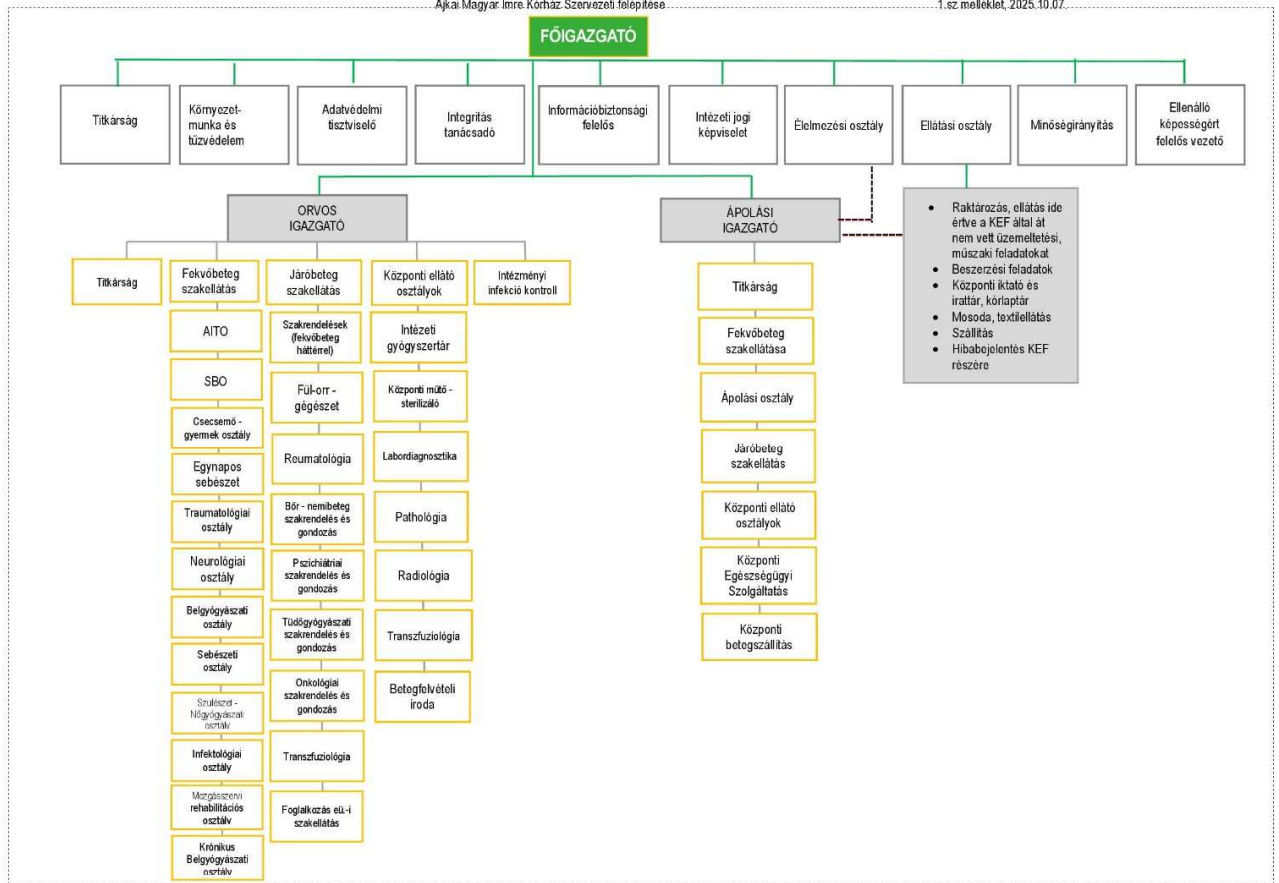 Ajkai Magyar Imre Kórház Szervezeti felépítése
1.sz melléklet, 2025.10.07.
FŐIGAZGATÓ
Titkárság
Környezet-
munka és
tűzvédelem
Adatvédelmi
tisztviselő
Integritás
tanácsadó
Információbiztonsági
felelős
Intézeti jogi
képviselet
Élelmezési osztály
Ellátási osztály
Minőségirányítás
Ellenálló
képességért
felelős vezető
ORVOS
IGAZGATÓ
ÁPOLÁSI
IGAZGATÓ
• Raktározás, ellátás ide
értve a KEF által át
nem vett üzemeltetési,
műszaki feladatokat
• Beszerzési feladatok
• Központi iktató és
irattár, kórlaptár
• Mosoda, textilellátás
• Szállítás
• Hibabejelentés KEF
részére
Titkárság
Fekvőbeteg
szakellátás
AITO
SBO
Csecsemő -
gyermek osztály
Egynapos
sebészet
Traumatológiai
osztály
Neurológiai
osztály
Belgyógyászati
osztály
Sebészeti
osztály
Szülészet -
Nőgyógyászati
osztály
Infektológiai
osztály
Mozgásszervi
rehabilitációs
osztály
Krónikus
Belgyógyászati
osztály
Járóbeteg
szakellátás
Szakrendelések
(fekvőbeteg
háttérrel)
Fül-orr -
gégészet
Reumatológia
Bőr - nemibeteg
szakrendelés és
gondozás
Pszichiátriai
szakrendelés és
gondozás
Tüdőgyógyászati
szakrendelés és
gondozás
Onkológiai
szakrendelés és
gondozás
Transzfuziológia
Foglalkozás eü.-i
szakellátás
Központi ellátó
osztályok
Intézeti
gyógyszertár
Központi műtő -
sterilizáló
Labordiagnosztika
Pathológia
Radiológia
Transzfuziológia
Betegfelvételi
iroda
Intézményi
infekció kontroll
Titkárság
Fekvőbeteg
szakellátása
Ápolási osztály
Járóbeteg
szakellátás
Központi ellátó
osztályok
Központi
Egészségügyi
Szolgáltatás
Központi
betegszállítás